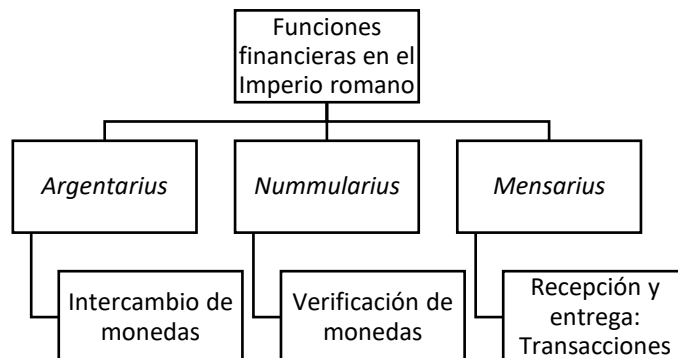 Funciones
financieras en el
Imperio romano
Argentarius
Nummularius
Mensarius
Intercambio de
monedas
Verificación de
monedas
Recepción y
entrega:
Transacciones